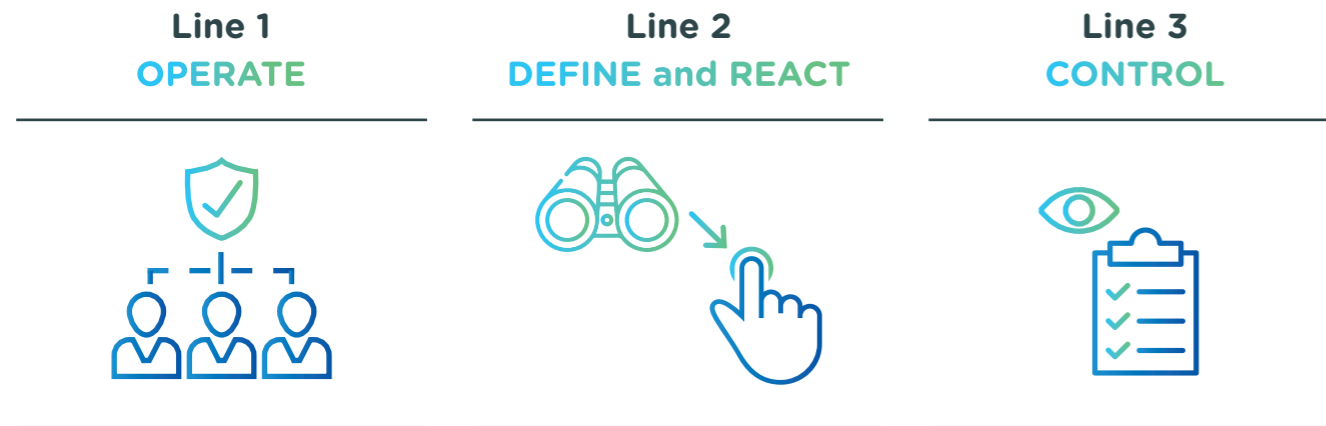 Line 1
OPERATE
Line 2
DEFINE and REACT
Line 3
CONTROL